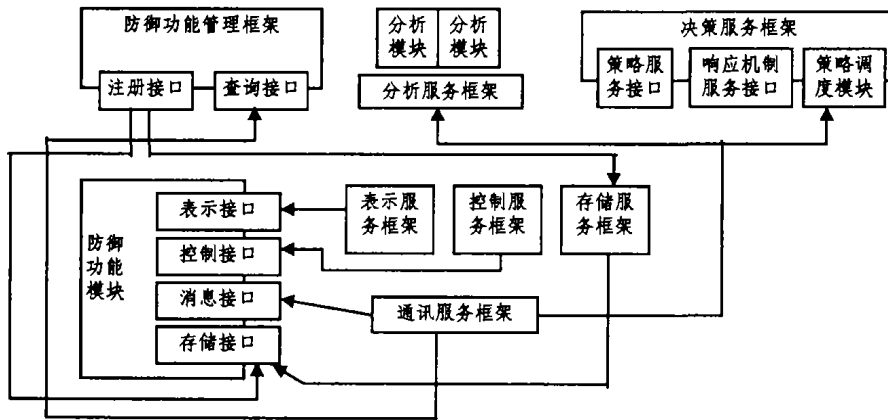 防御功能管理框架
注册接口
查询接口
分析
模块
分析
模块
分析服务框架
决策服务框架
策略服
务接口
响应机制
服务接口
策略调
度模块
防御
功能
模块
表示接口
控制接口
消息接口
存储接口
表示服
务框架
控制服
务框架
存储服
务框架
通讯服务框架